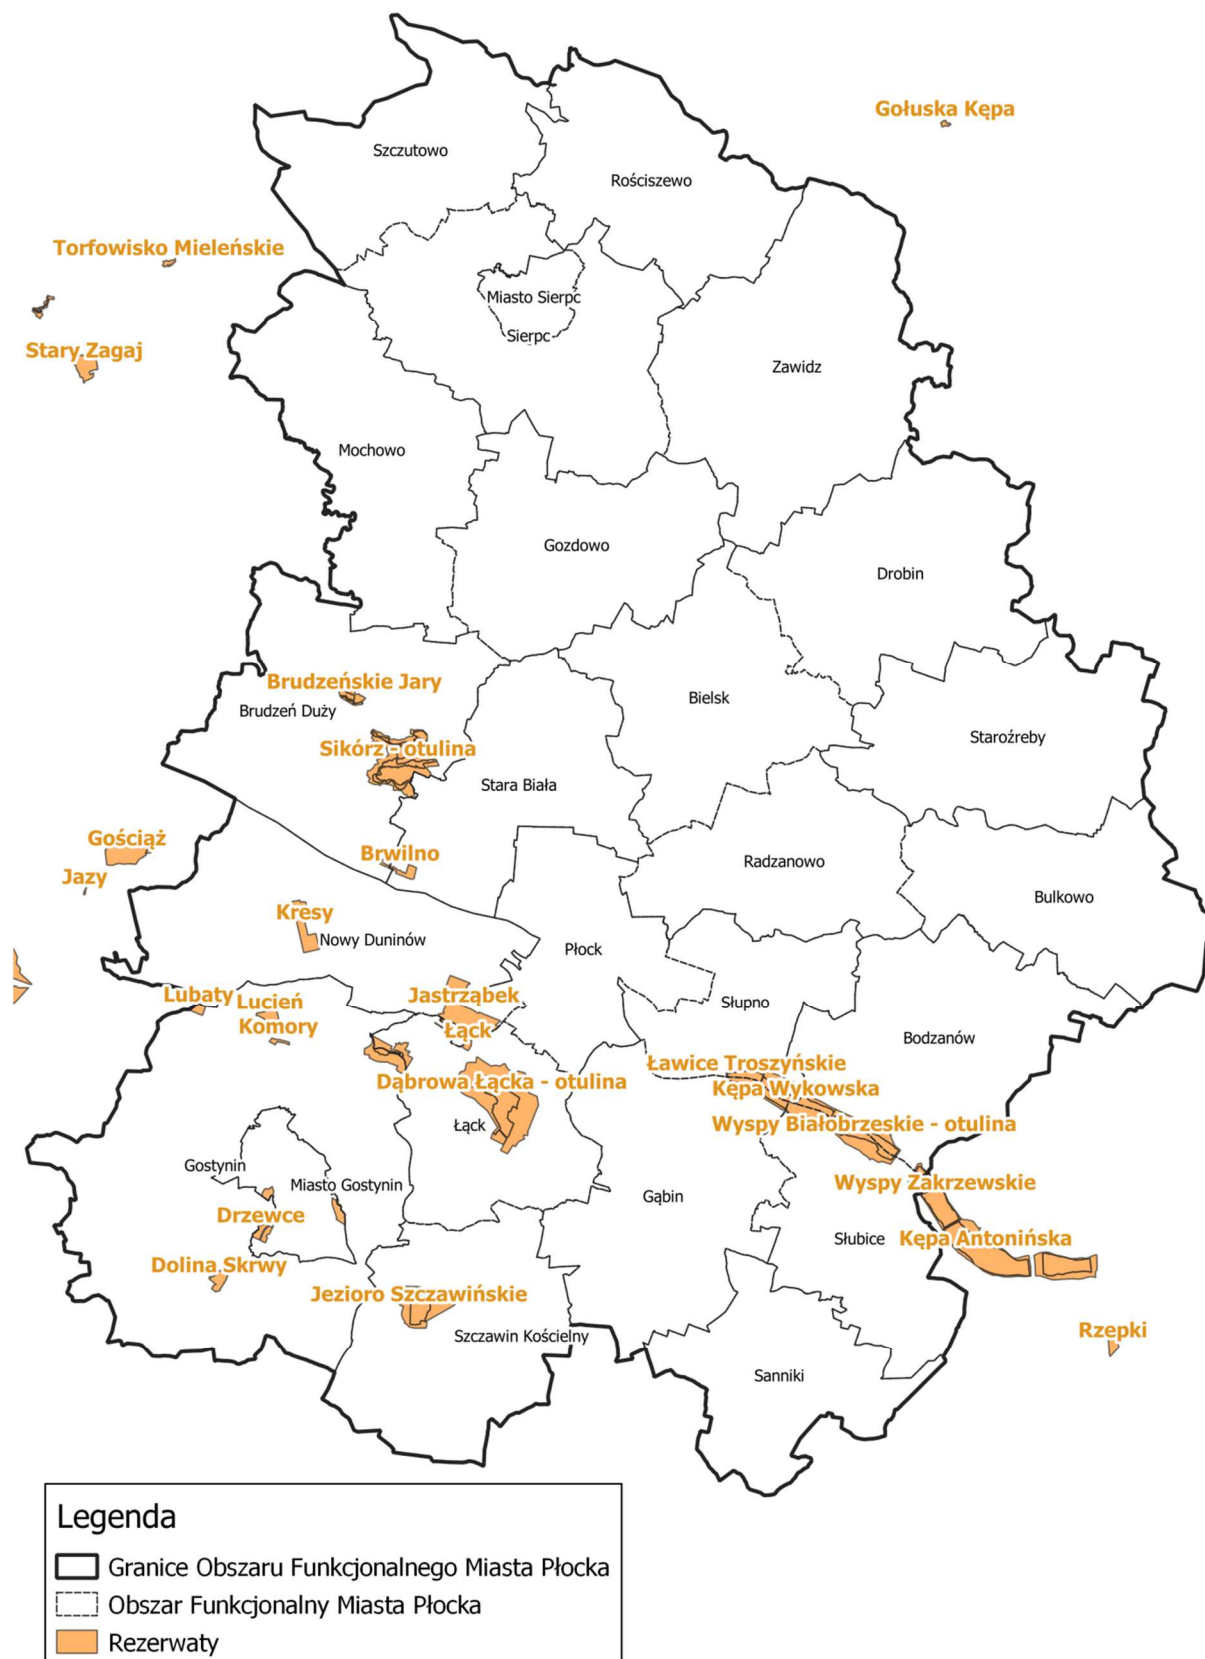 Gołuska Kępa
Szczutowo
Rościszewo
Torfowisko Mieleńskie
Miasto Sierpc
Sierpc
Stary Zagaj
Zawidz
Mochowo
Gozdowo
Drobin
Brudzeńskie Jary
Brudzeń Duży
Bielsk
Sikórz - otulina
Staroźreby
Stara Biała
Gościąż
Brwilno
Radzanowo
Jazy
Bulkowo
Kresy
Nowy Duninów
Płock
Lubaty
Lucień
Jastrząbek
Słupno
Komory
Łąck
Bodzanów
Ławice Troszyńskie
Dąbrowa Łącka - otulina
Kępa Wykowska
Łąck
Wyspy Białobrzeskie - otulina
Gostynin
Miasto Gostynin
Gąbin
Wyspy Zakrzewskie
Drzewce
Słubice
Kępa Antonińska
Dolina Skrwy
Jezioro Szczawińskie
Szczawin Kościelny
Rzepki
Sanniki
Legenda
Granice Obszaru Funkcjonalnego Miasta Płocka
Obszar Funkcjonalny Miasta Płocka
Rezerwaty